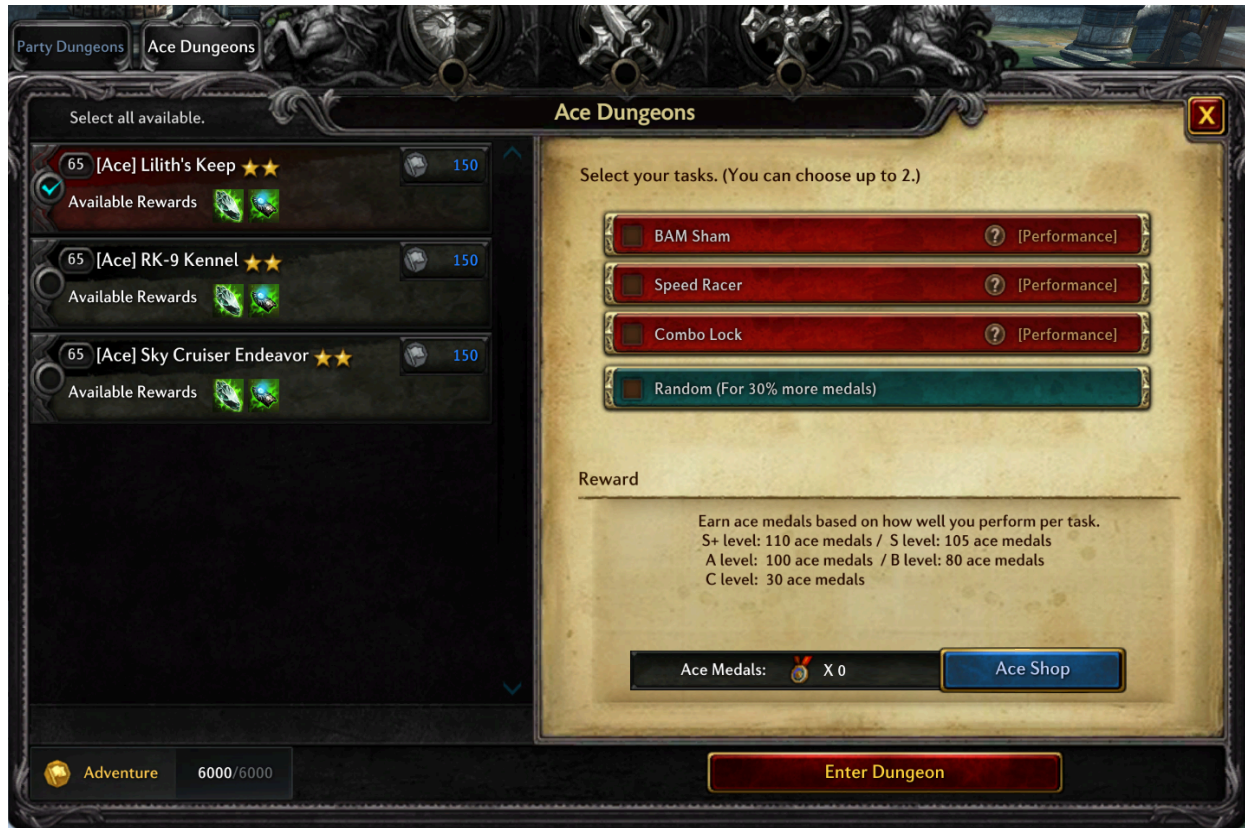 Party Dungeons
Ace Dungeons
Select all available.
Ace Dungeons
X
65 [Ace] Lilith's Keep
150
Available Rewards
65 [Ace] RK-9 Kennel
150
Available Rewards
65 [Ace] Sky Cruiser Endeavor
150
Available Rewards
Select your tasks. (You can choose up to 2.)
BAM Sham ? [Performance]
Speed Racer ? [Performance]
Combo Lock ? [Performance]
Random (For 30% more medals)
Reward
Earn ace medals based on how well you perform per task.
S+ level: 110 ace medals / S level: 105 ace medals
A level: 100 ace medals / B level: 80 ace medals
C level: 30 ace medals
Ace Medals: X 0
Ace Shop
Adventure 6000/6000
Enter Dungeon